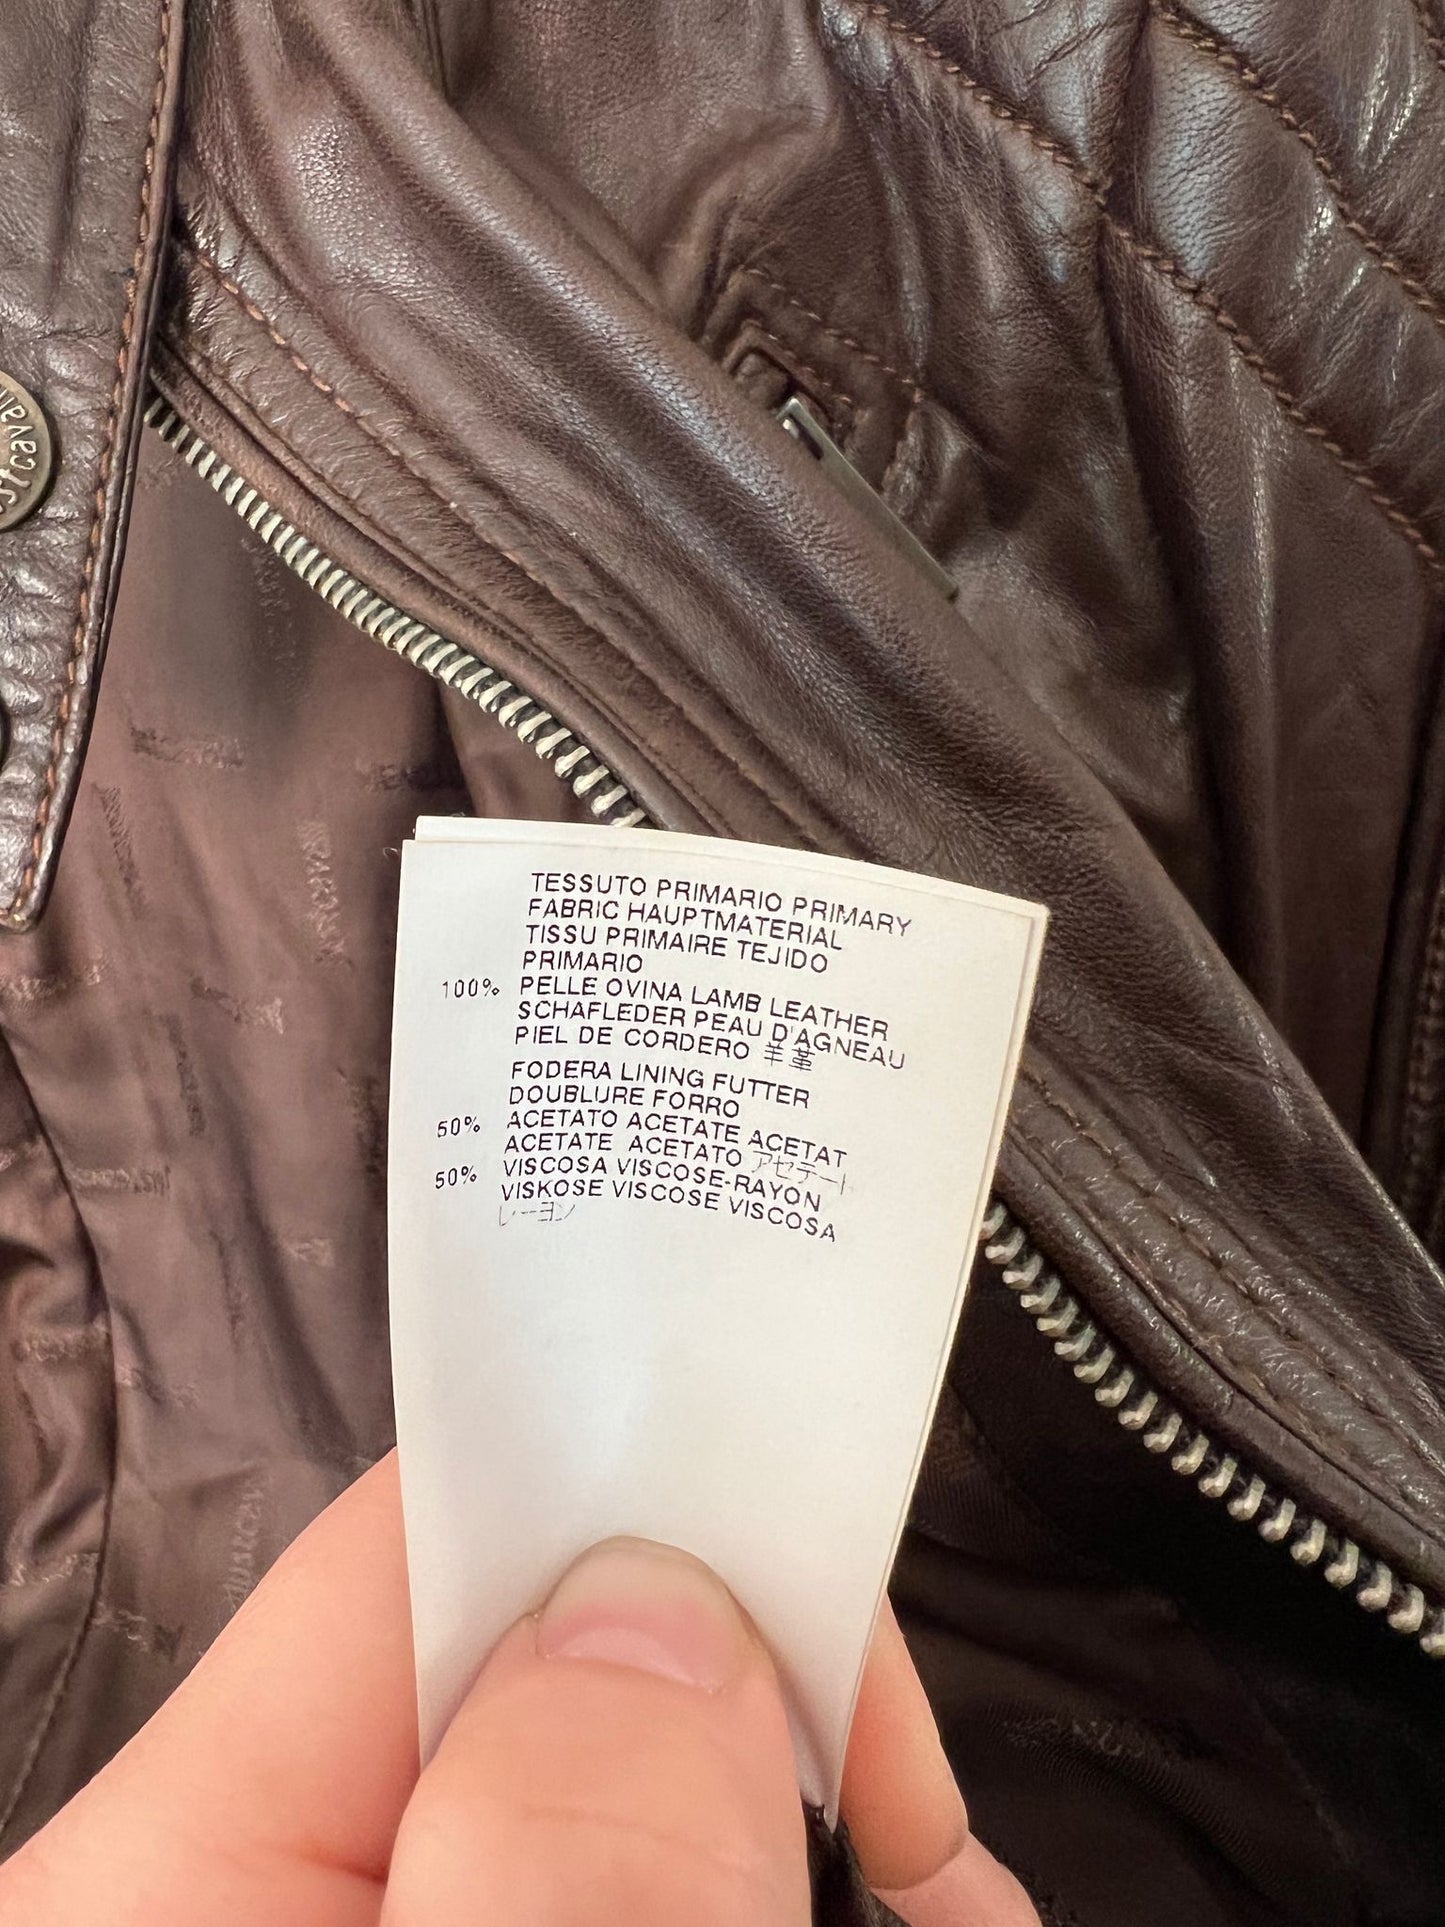 TESSUTO PRIMARIO PRIMARY
FABRIC HAUPTMATERIAL
TISSU PRIMAIRE TEJIDO
PRIMARIO
100% PELLE OVINA LAMB LEATHER
SCHAFLEDER PEAU D'AGNEAU
PIEL DE CORDERO 羊革
FODERA LINING FUTTER
DOUBLURE FORRO
50% ACETATO ACETATE ACETAT
ACETATE ACETATO アセテート
50% VISCOSA VISCOSE-RAYON
VISKOSE VISCOSE VISCOSA
レーヨン